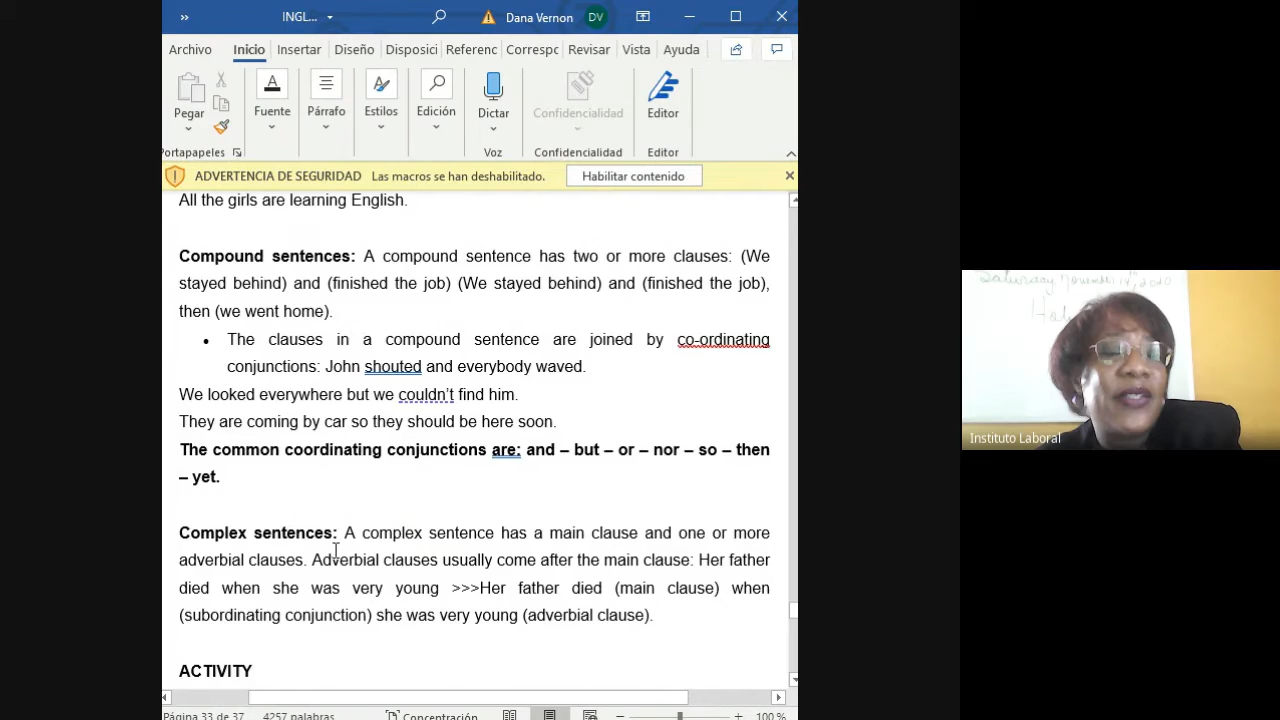 » INGL... Dana Vernon DV
Archivo Inicio Insertar Diseño Disposici Referenc Correspc Revisar Vista Ayuda
Pegar Fuente Párrafo Estilos Edición Dictar Confidencialidad Editor
Portapapeles Voz Confidencialidad Editor
ADVERTENCIA DE SEGURIDAD Las macros se han deshabilitado. Habilitar contenido
All the girls are learning English.
Compound sentences: A compound sentence has two or more clauses: (We
stayed behind) and (finished the job) (We stayed behind) and (finished the job),
then (we went home).
• The clauses in a compound sentence are joined by co-ordinating
conjunctions: John shouted and everybody waved.
We looked everywhere but we couldn't find him.
They are coming by car so they should be here soon.
The common coordinating conjunctions are: and – but – or – nor – so – then
– yet.
Complex sentences: A complex sentence has a main clause and one or more
adverbial clauses. Adverbial clauses usually come after the main clause: Her father
died when she was very young >>>Her father died (main clause) when
(subordinating conjunction) she was very young (adverbial clause).
ACTIVITY
Página 33 de 37 4257 palabras Concentración 100 %
Saturday November 14th, 2020
Instituto Laboral